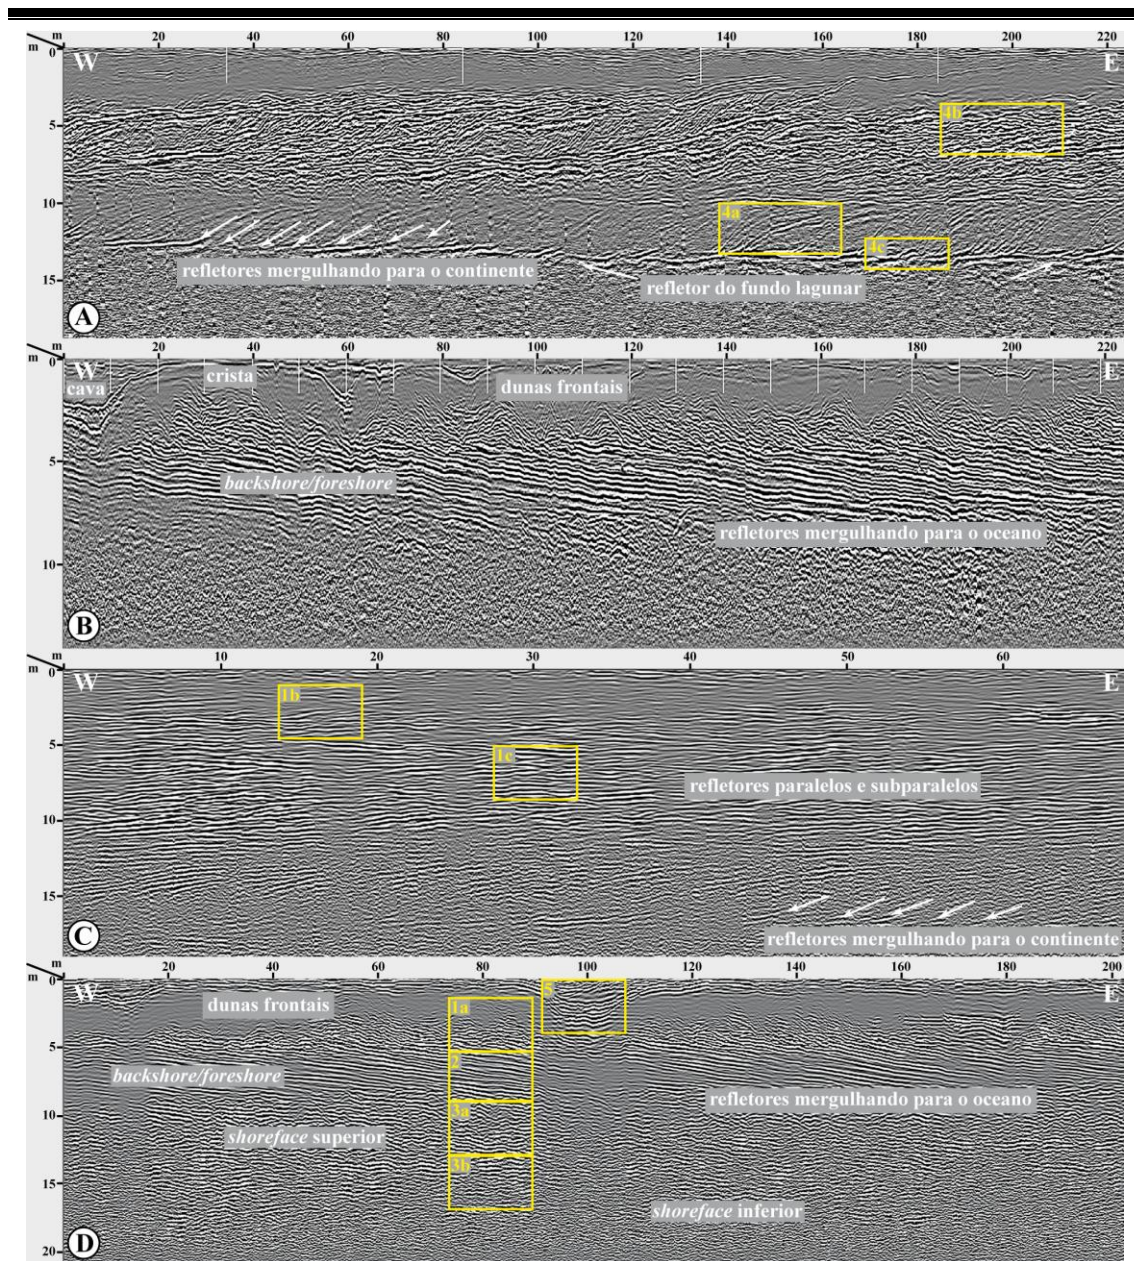 m 20 40 60 80 100 120 140 160 180 200 220
0
W E
5
4b
10
4a
4c
refletores mergulhando para o continente
refletor do fundo lagunar
15
A
m 20 40 60 80 100 120 140 160 180 200 220
0
W E
cava crista dunas frontais
5
backshore/foreshore
refletores mergulhando para o oceano
10
B
m 10 20 30 40 50 60
0
W E
1b
5
1c
refletores paralelos e subparalelos
10
15
refletores mergulhando para o continente
C
m 20 40 60 80 100 120 140 160 180 200
0
W E
dunas frontais 1a 5
5
2
backshore/foreshore
refletores mergulhando para o oceano
3a
10
shoreface superior
3b
15
shoreface inferior
20
D